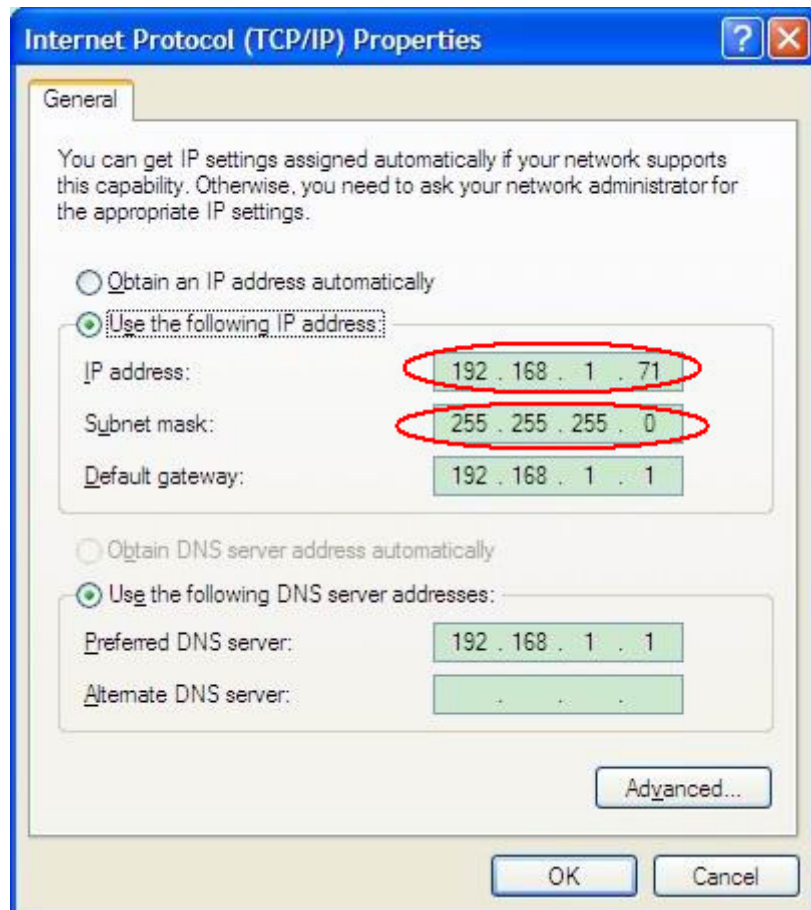 Internet Protocol (TCP/IP) Properties
General
You can get IP settings assigned automatically if your network supports
this capability. Otherwise, you need to ask your network administrator for
the appropriate IP settings.
Obtain an IP address automatically
Use the following IP address:
IP address: 192 . 168 . 1 . 71
Subnet mask: 255 . 255 . 255 . 0
Default gateway: 192 . 168 . 1 . 1
Obtain DNS server address automatically
Use the following DNS server addresses:
Preferred DNS server: 192 . 168 . 1 . 1
Alternate DNS server: . . .
Advanced...
OK Cancel